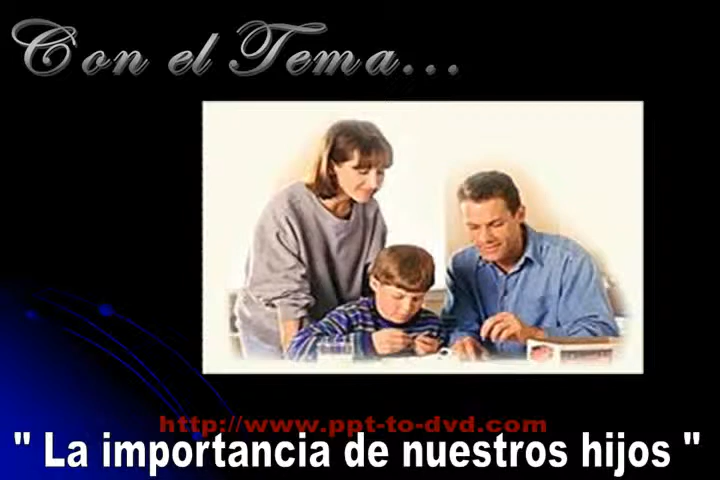 Con el Tema...
http://www.ppt-to-dvd.com
" La importancia de nuestros hijos "